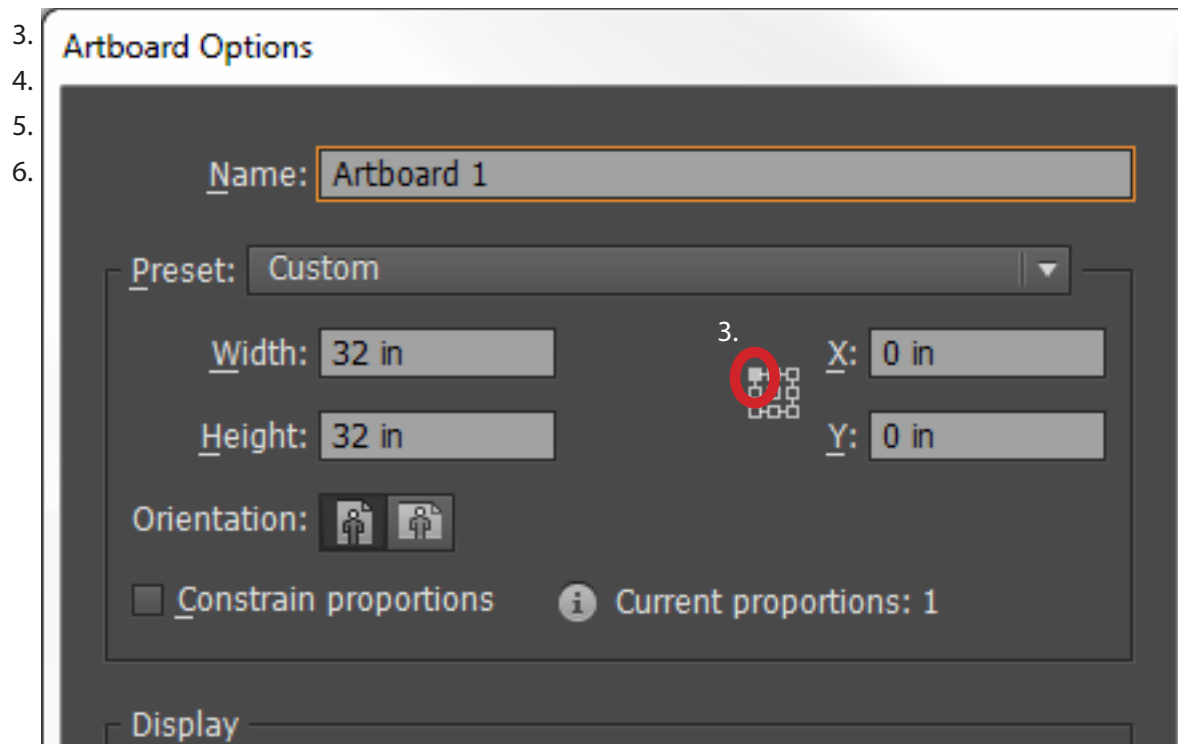 3.
Artboard Options
4.
5.
6.
Name: Artboard 1
Preset: Custom
3.
Width: 32 in X: 0 in
Height: 32 in Y: 0 in
Orientation:
Constrain proportions Current proportions: 1
Display